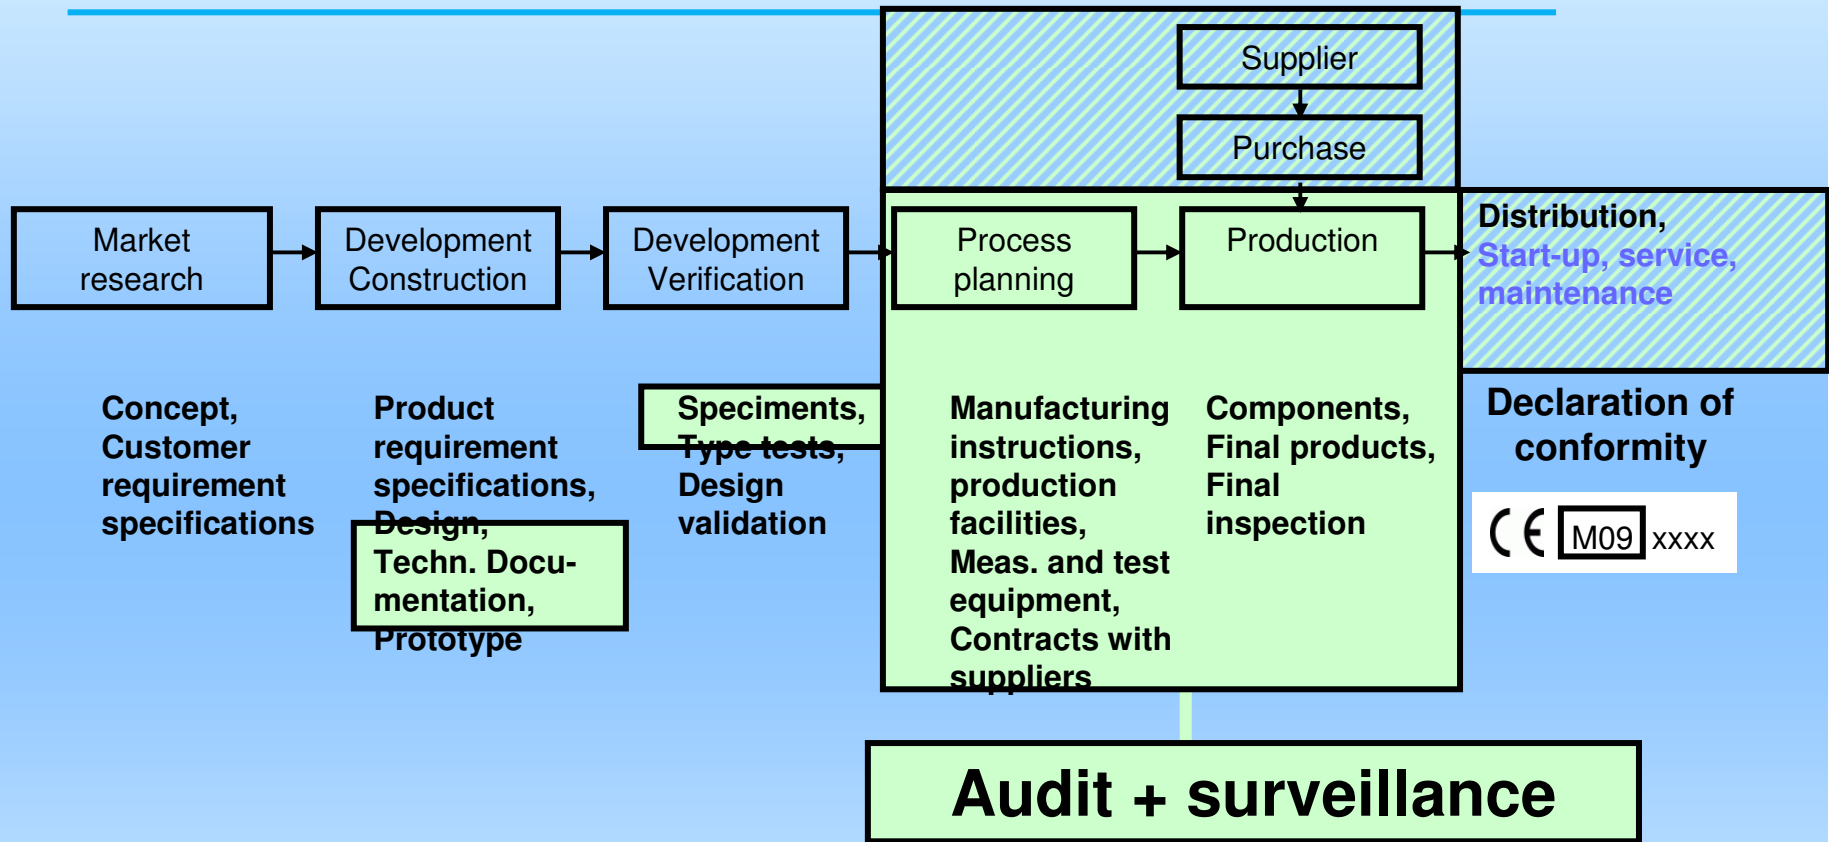 Supplier
Purchase
Market
research
Development
Construction
Development
Verification
Process
planning
Production
Distribution,
Start-up, service,
maintenance
Concept,
Customer
requirement
specifications
Product
requirement
specifications,
Design,
Techn. Docu-
mentation,
Prototype
Speciments,
Type tests,
Design
validation
Manufacturing
instructions,
production
facilities,
Meas. and test
equipment,
Contracts with
suppliers
Components,
Final products,
Final
inspection
Declaration of
conformity
CE M09 xxxx
Audit + surveillance